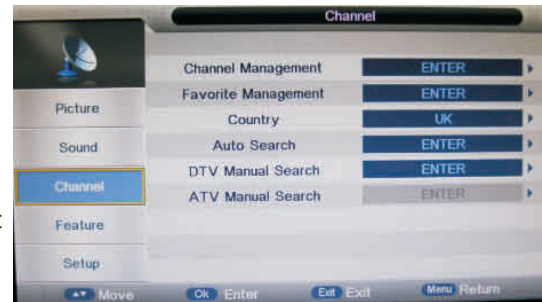 Channel
Channel Management ENTER
Favorite Management ENTER
Country UK
Auto Search ENTER
DTV Manual Search ENTER
ATV Manual Search ENTER
Picture
Sound
Channel
Feature
Setup
Move Ok Enter Exit Exit Menu Return